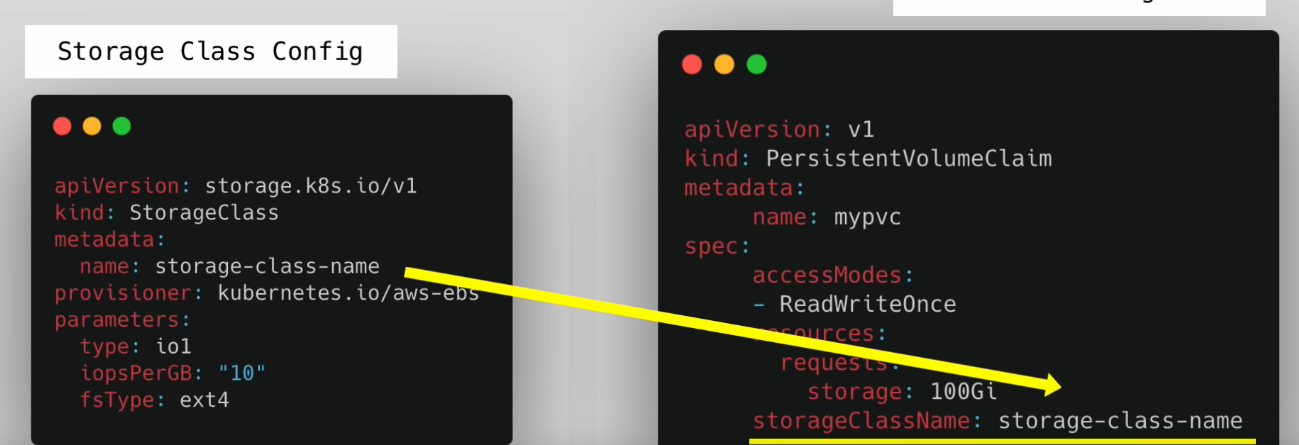 Storage Class Config
apiVersion: storage.k8s.io/v1
kind: StorageClass
metadata:
  name: storage-class-name
provisioner: kubernetes.io/aws-ebs
parameters:
  type: io1
  iopsPerGB: "10"
  fsType: ext4
apiVersion: v1
kind: PersistentVolumeClaim
metadata:
     name: mypvc
spec:
     accessModes:
     - ReadWriteOnce
     resources:
       requests:
         storage: 100Gi
     storageClassName: storage-class-name